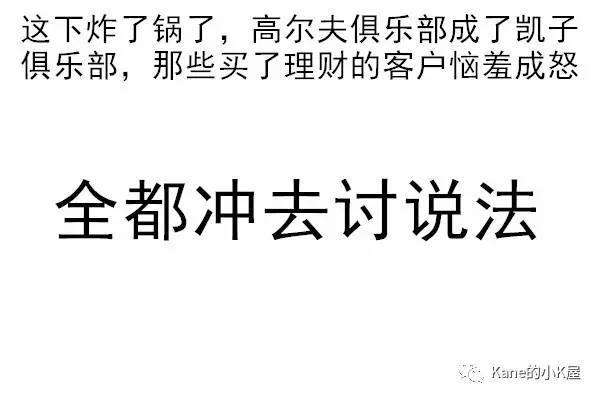 这下炸了锅了，高尔夫俱乐部成了凯子
俱乐部，那些买了理财的客户恼羞成怒
全都冲去讨说法
Kane的小K屋